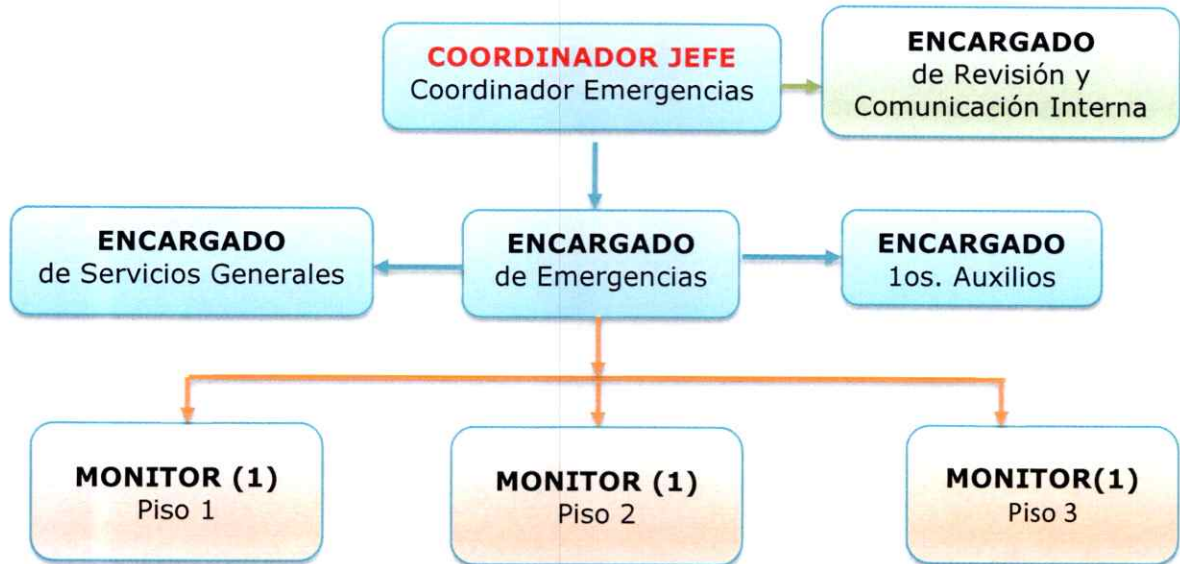 COORDINADOR JEFE
Coordinador Emergencias
ENCARGADO
de Revisión y
Comunicación Interna
ENCARGADO
de Servicios Generales
ENCARGADO
de Emergencias
ENCARGADO
1os. Auxilios
MONITOR (1)
Piso 1
MONITOR (1)
Piso 2
MONITOR(1)
Piso 3